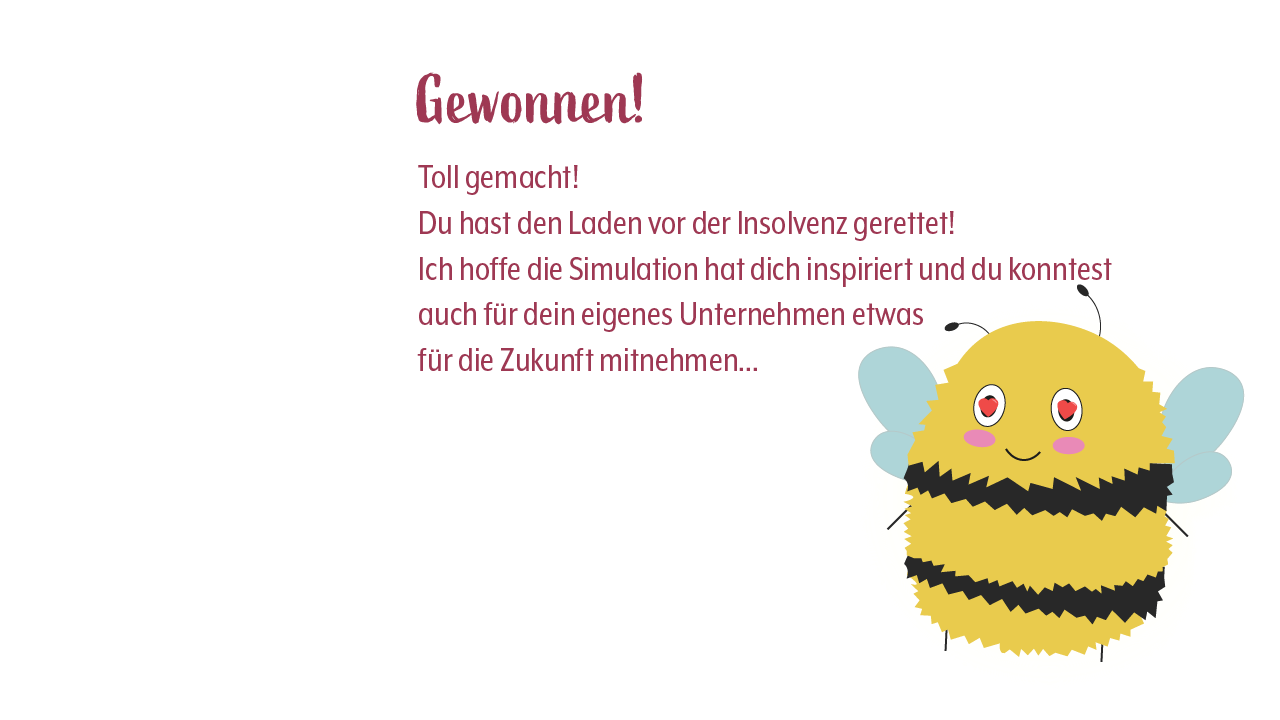 Gewonnen!
Toll gemacht!
Du hast den Laden vor der Insolvenz gerettet!
Ich hoffe die Simulation hat dich inspiriert und du konntest
auch für dein eigenes Unternehmen etwas
für die Zukunft mitnehmen...